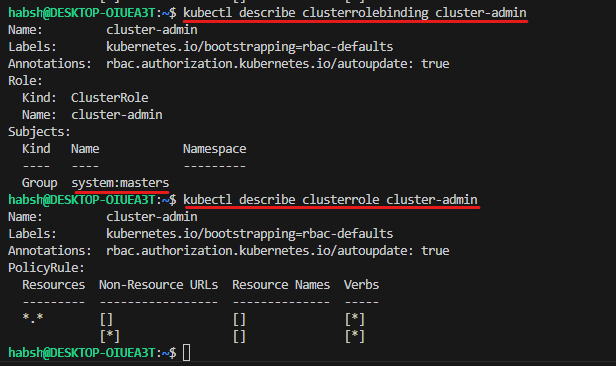 habsh@DESKTOP-OIUEA3T:~$ kubectl describe clusterrolebinding cluster-admin
Name:         cluster-admin
Labels:       kubernetes.io/bootstrapping=rbac-defaults
Annotations:  rbac.authorization.kubernetes.io/autoupdate: true
Role:
  Kind:  ClusterRole
  Name:  cluster-admin
Subjects:
  Kind   Name            Namespace
  ----   ----            ---------
  Group  system:masters
habsh@DESKTOP-OIUEA3T:~$ kubectl describe clusterrole cluster-admin
Name:         cluster-admin
Labels:       kubernetes.io/bootstrapping=rbac-defaults
Annotations:  rbac.authorization.kubernetes.io/autoupdate: true
PolicyRule:
  Resources  Non-Resource URLs  Resource Names  Verbs
  ---------  -----------------  --------------  -----
  *.*        []                 []              [*]
             [*]                []              [*]
habsh@DESKTOP-OIUEA3T:~$